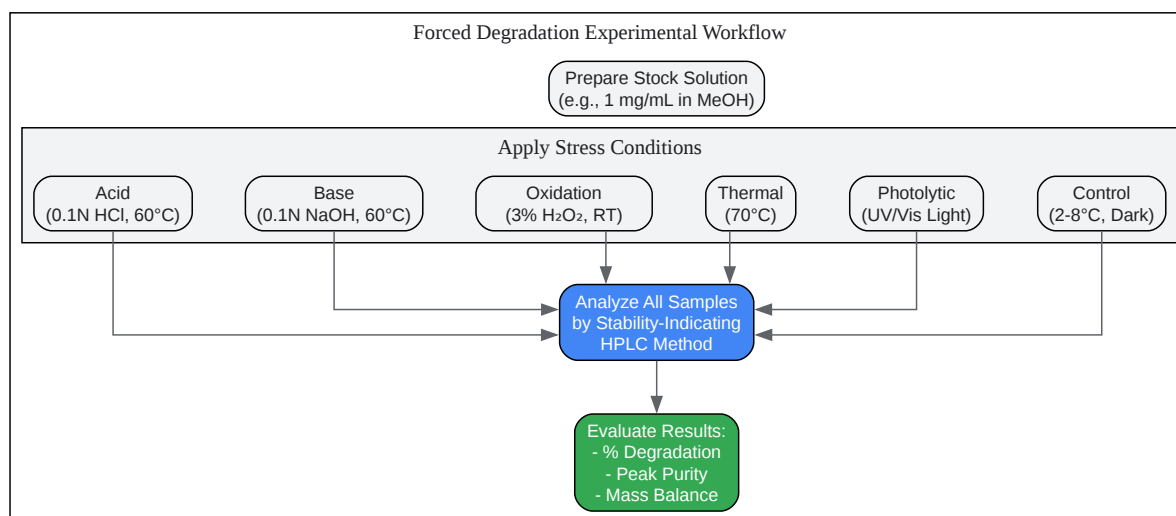 Forced Degradation Experimental Workflow
Prepare Stock Solution
(e.g., 1 mg/mL in MeOH)
Apply Stress Conditions
Acid
(0.1N HCl, 60°C)
Base
(0.1N NaOH, 60°C)
Oxidation
(3% H₂O₂, RT)
Thermal
(70°C)
Photolytic
(UV/Vis Light)
Control
(2-8°C, Dark)
Analyze All Samples
by Stability-Indicating
HPLC Method
Evaluate Results:
- % Degradation
- Peak Purity
- Mass Balance